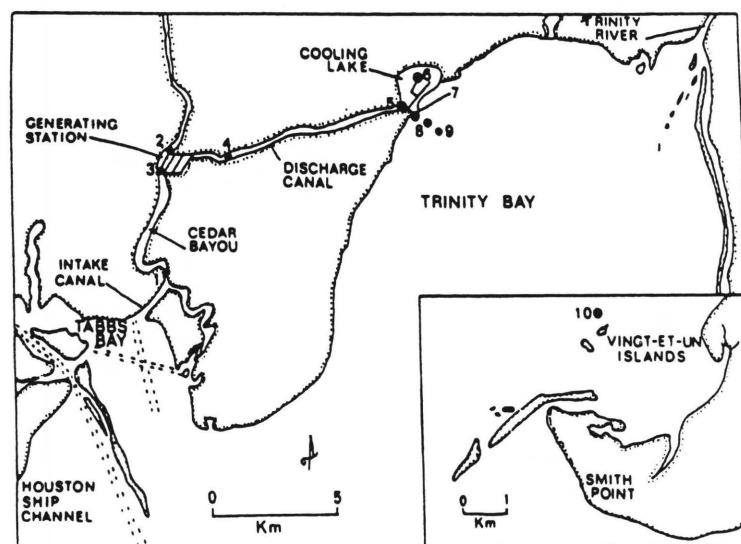 TRINITY
RIVER
COOLING
LAKE
6
5
7
GENERATING
STATION
2
4
8
9
3
DISCHARGE
CANAL
TRINITY BAY
CEDAR
BAYOU
INTAKE
CANAL
1
TABBS
BAY
10
VINGT-ET-UN
ISLANDS
SMITH
POINT
HOUSTON
SHIP
CHANNEL
0 5
Km
0 1
Km